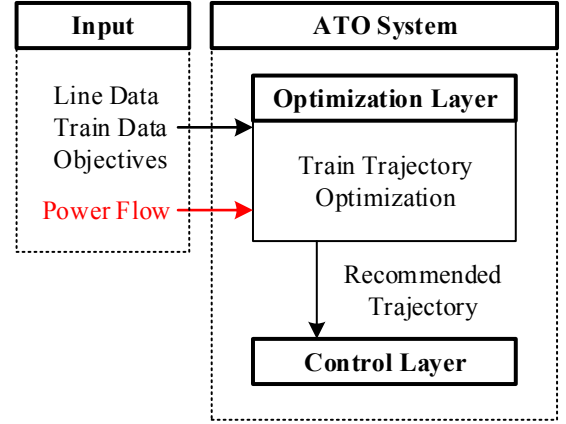 Input
Line Data
Train Data
Objectives
Power Flow
ATO System
Optimization Layer
Train Trajectory
Optimization
Recommended
Trajectory
Control Layer